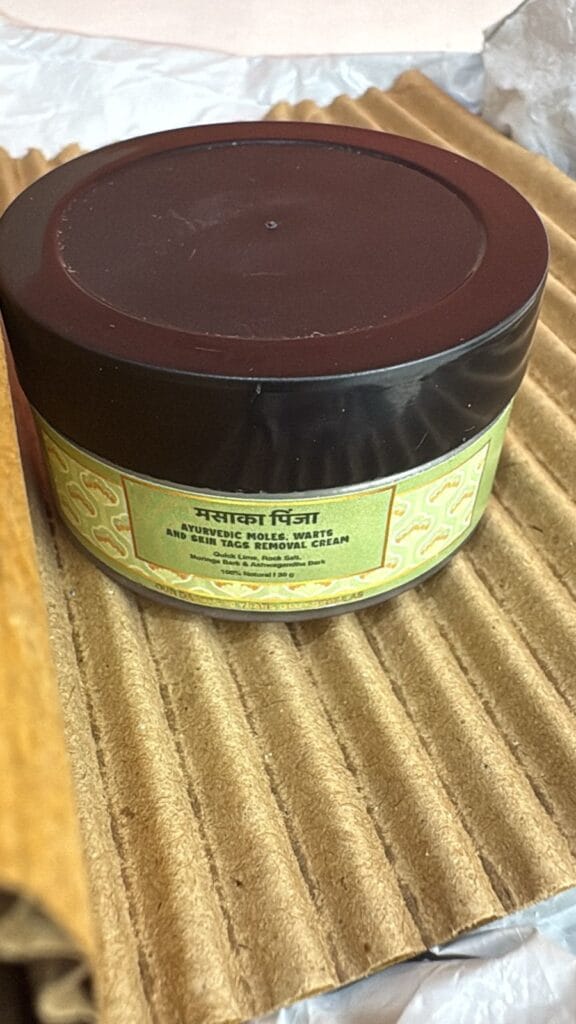 मसाका पिंजा
AYURVEDIC MOLES, WARTS
AND SKIN TAGS REMOVAL CREAM
Quick Lime, Rock Salt,
Moringa Bark & Ashwagandha Bark
100% Natural I 30 g